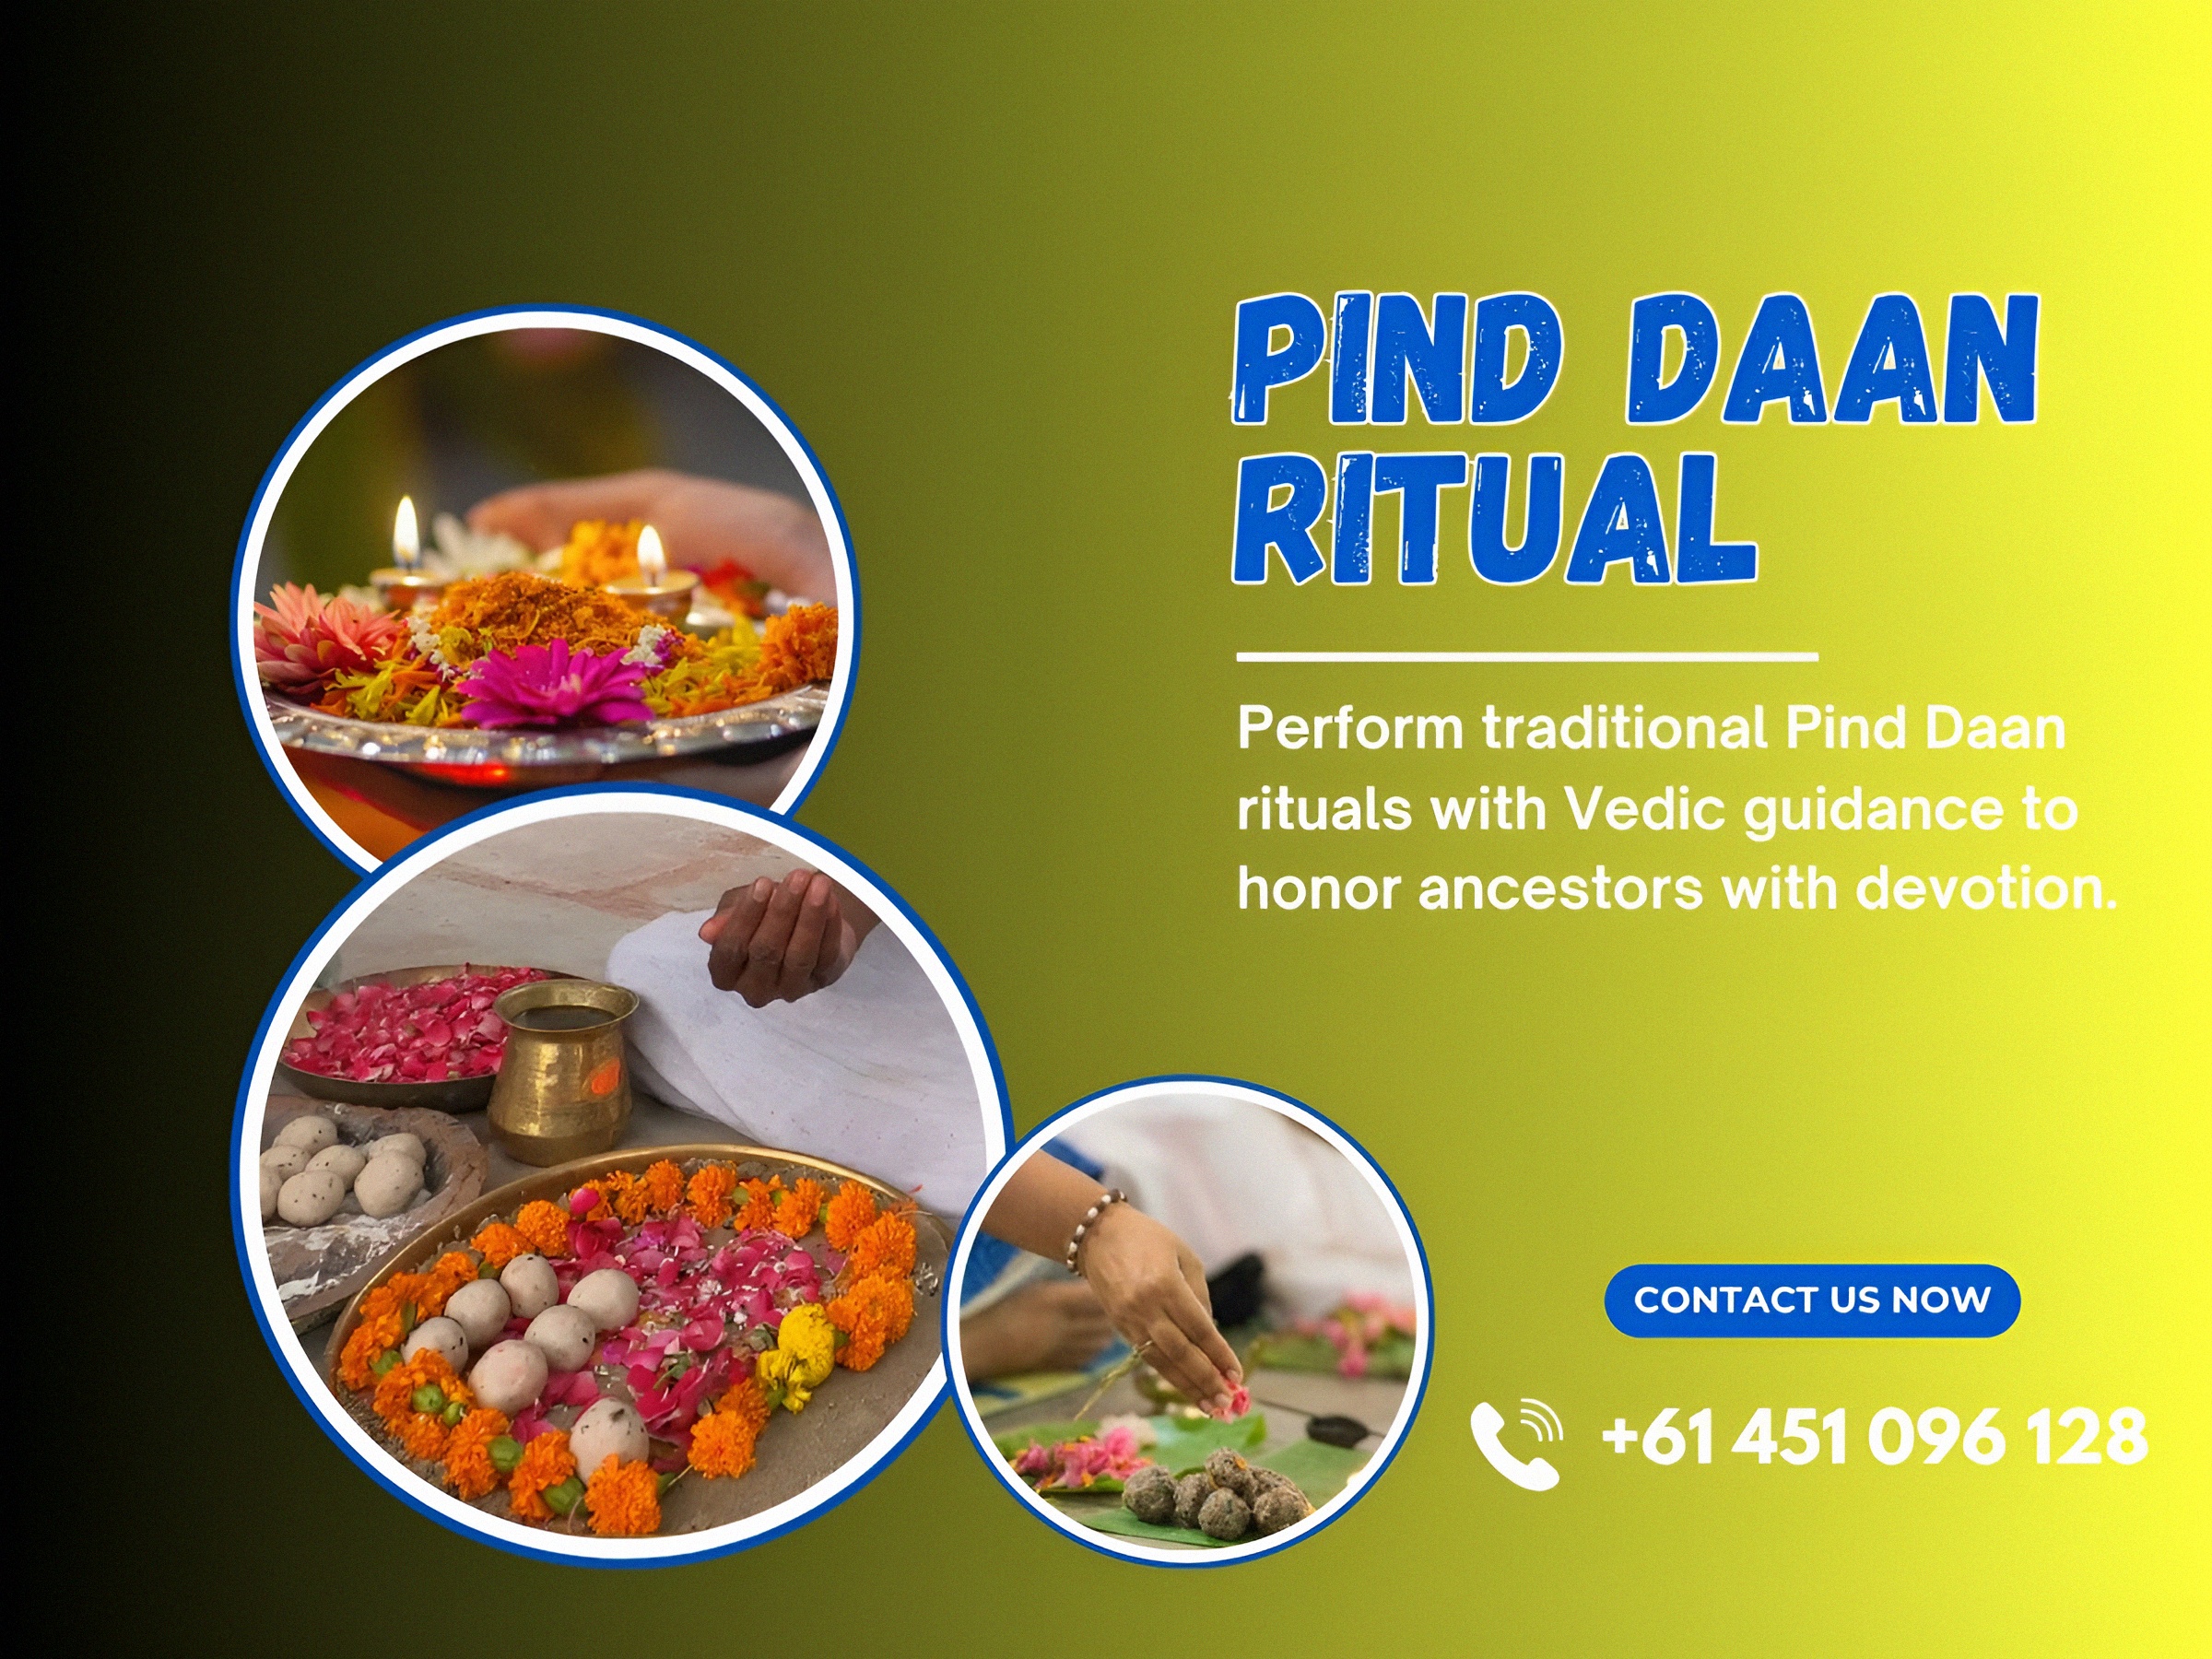 PIND DAAN
RITUAL
Perform traditional Pind Daan
rituals with Vedic guidance to
honor ancestors with devotion.
CONTACT US NOW
+61 451 096 128